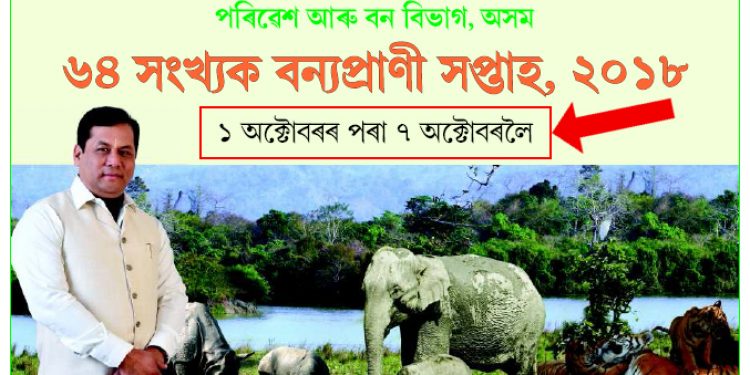 পৰিৱেশ আৰু বন বিভাগ, অসম
৬৪ সংখ্যক বন্যপ্ৰাণী সপ্তাহ, ২০১৮
১ অক্টোবৰৰ পৰা ৭ অক্টোবৰলৈ